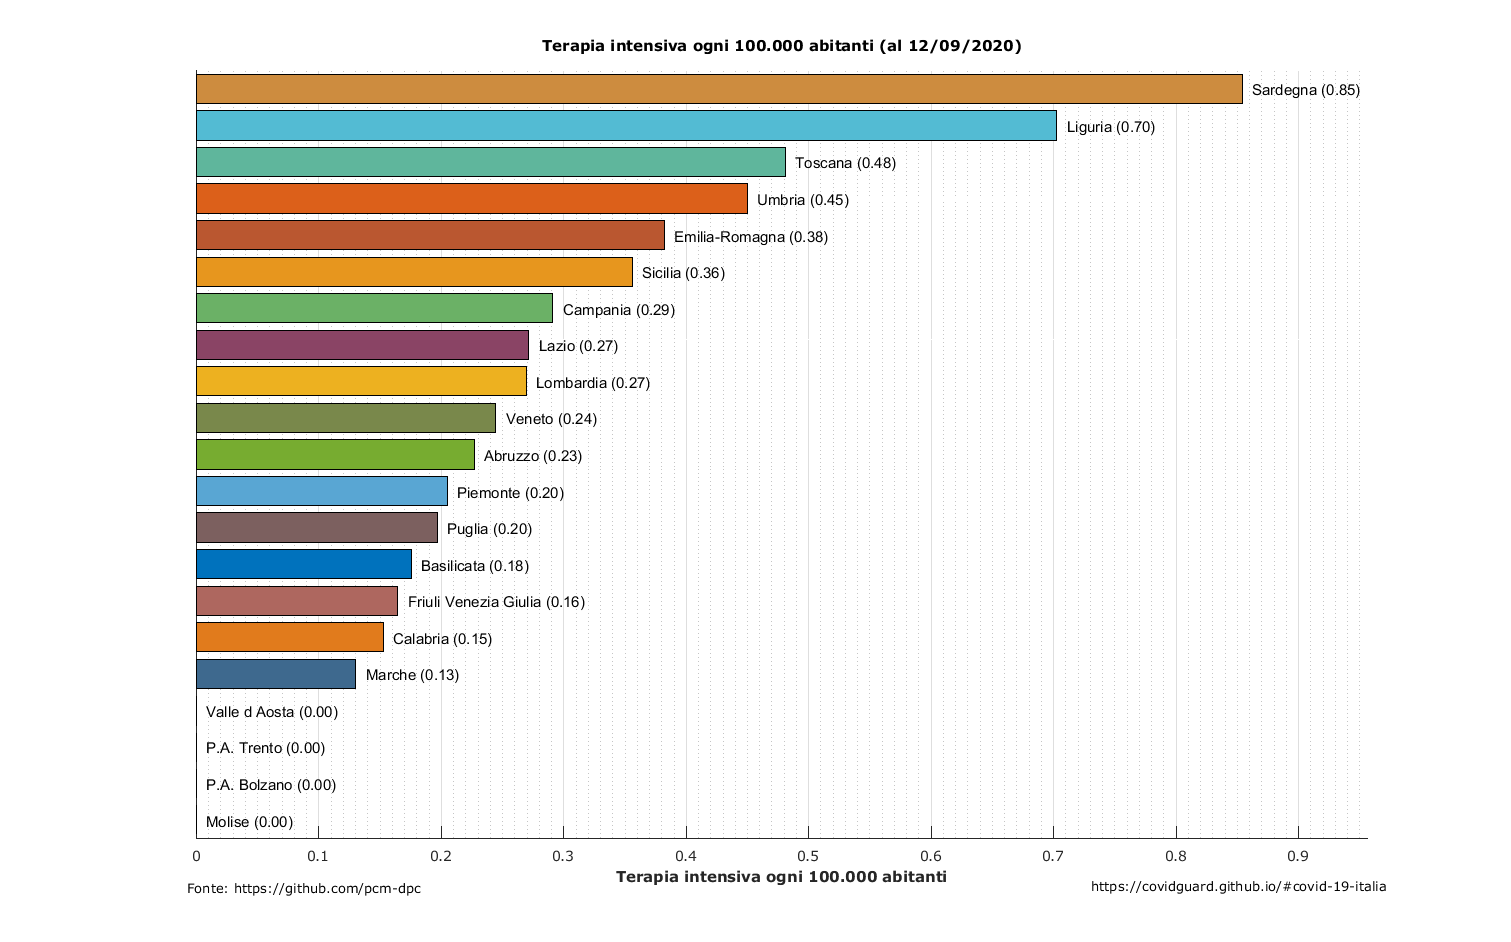 Terapia intensiva ogni 100.000 abitanti (al 12/09/2020)
Sardegna (0.85)
Liguria (0.70)
Toscana (0.48)
Umbria (0.45)
Emilia-Romagna (0.38)
Sicilia (0.36)
Campania (0.29)
Lazio (0.27)
Lombardia (0.27)
Veneto (0.24)
Abruzzo (0.23)
Piemonte (0.20)
Puglia (0.20)
Basilicata (0.18)
Friuli Venezia Giulia (0.16)
Calabria (0.15)
Marche (0.13)
Valle d Aosta (0.00)
P.A. Trento (0.00)
P.A. Bolzano (0.00)
Molise (0.00)
0 0.1 0.2 0.3 0.4 0.5 0.6 0.7 0.8 0.9
Terapia intensiva ogni 100.000 abitanti
Fonte: https://github.com/pcm-dpc
https://covidguard.github.io/#covid-19-italia